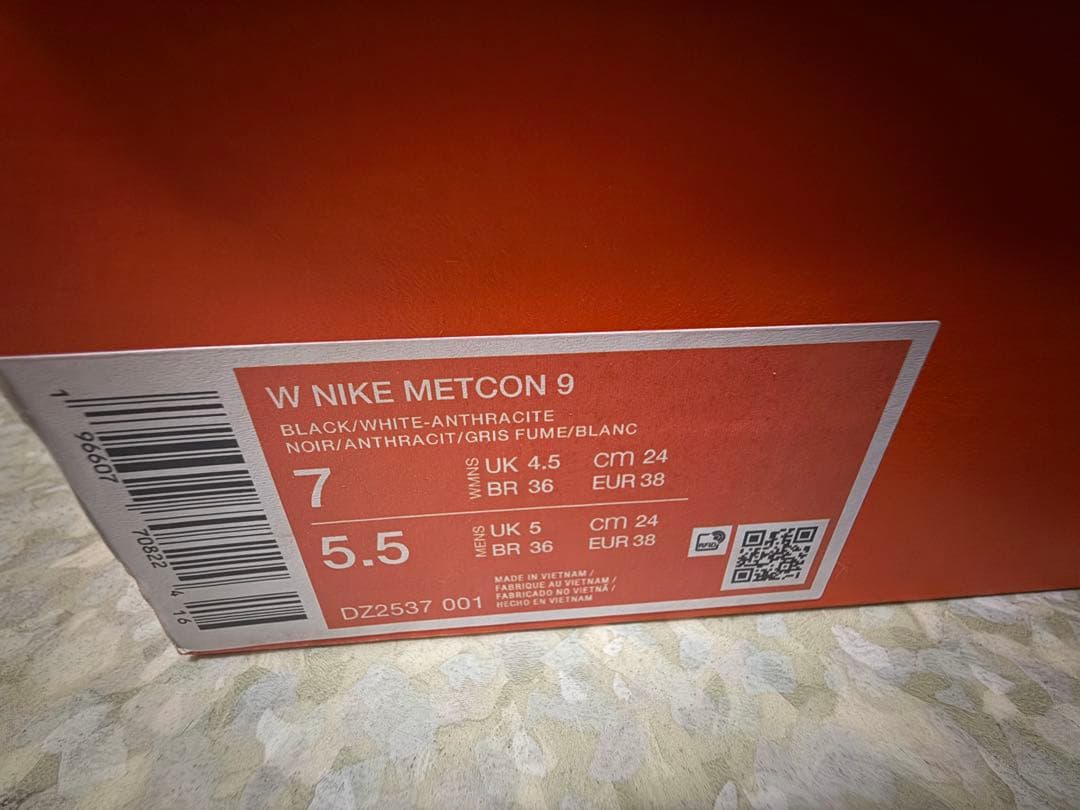 W NIKE METCON 9
BLACK/WHITE-ANTHRACITE
NOIR/ANTHRACIT/GRIS FUME/BLANC
7 WMNS UK 4.5 CM 24
BR 36 EUR 38
5.5 MENS UK 5 CM 24
BR 36 EUR 38
DZ2537 001
MADE IN VIETNAM /
FABRIQUE AU VIETNAM /
FABRICADO NO VIETNÃ /
HECHO EN VIETNAM
RFID
1 96607 70822 4 16